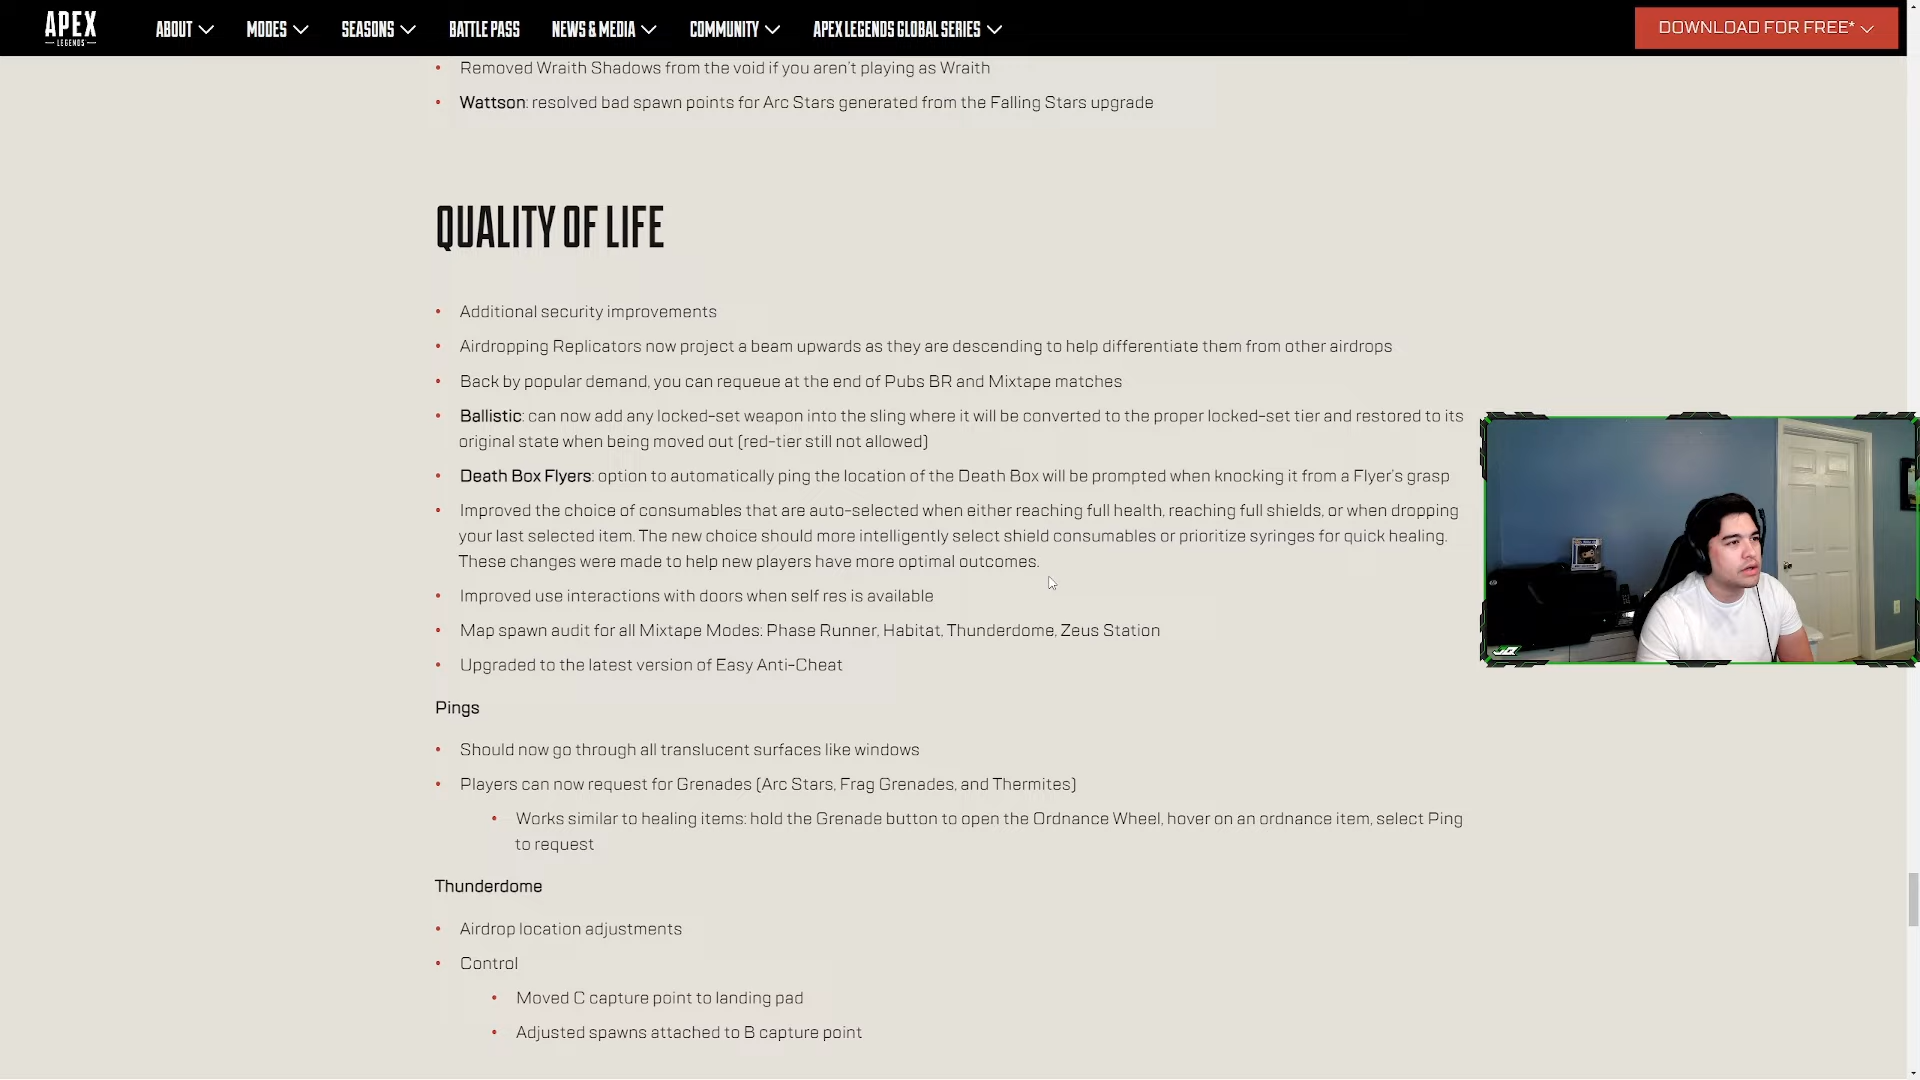 APEX
LEGENDS
ABOUT MODES SEASONS BATTLE PASS NEWS & MEDIA COMMUNITY APEX LEGENDS GLOBAL SERIES DOWNLOAD FOR FREE*
• Removed Wraith Shadows from the void if you aren't playing as Wraith
• Wattson: resolved bad spawn points for Arc Stars generated from the Falling Stars upgrade
QUALITY OF LIFE
• Additional security improvements
• Airdropping Replicators now project a beam upwards as they are descending to help differentiate them from other airdrops
• Back by popular demand, you can requeue at the end of Pubs BR and Mixtape matches
• Ballistic: can now add any locked-set weapon into the sling where it will be converted to the proper locked-set tier and restored to its
original state when being moved out (red-tier still not allowed)
• Death Box Flyers: option to automatically ping the location of the Death Box will be prompted when knocking it from a Flyer's grasp
• Improved the choice of consumables that are auto-selected when either reaching full health, reaching full shields, or when dropping
your last selected item. The new choice should more intelligently select shield consumables or prioritize syringes for quick healing.
These changes were made to help new players have more optimal outcomes.
• Improved use interactions with doors when self res is available
• Map spawn audit for all Mixtape Modes: Phase Runner, Habitat, Thunderdome, Zeus Station
• Upgraded to the latest version of Easy Anti-Cheat
Pings
• Should now go through all translucent surfaces like windows
• Players can now request for Grenades (Arc Stars, Frag Grenades, and Thermites)
• Works similar to healing items: hold the Grenade button to open the Ordnance Wheel, hover on an ordnance item, select Ping
to request
Thunderdome
• Airdrop location adjustments
• Control
• Moved C capture point to landing pad
• Adjusted spawns attached to B capture point